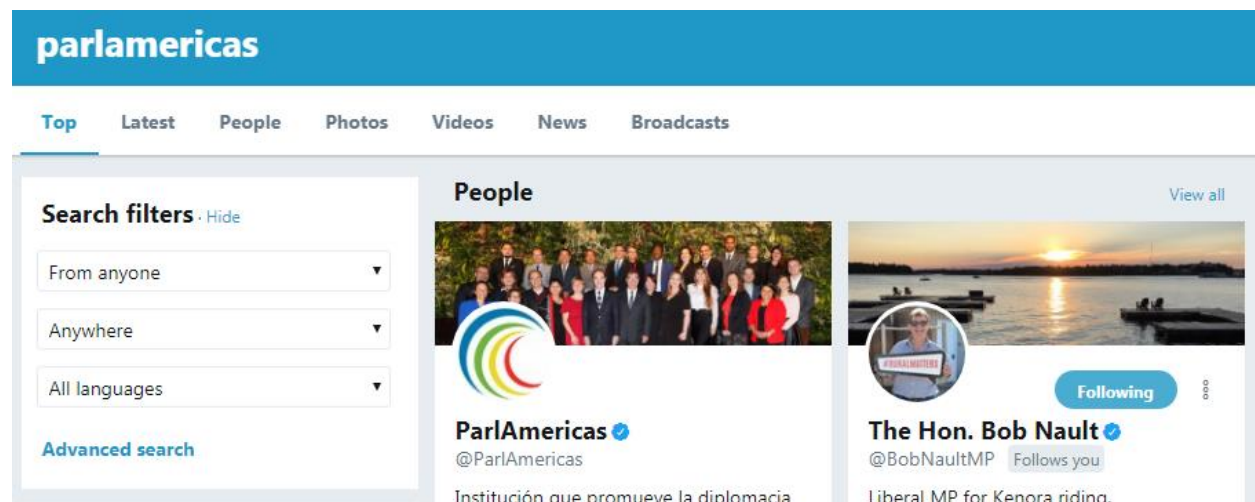 parlamericas
Top Latest People Photos Videos News Broadcasts
Search filters · Hide
From anyone
Anywhere
All languages
Advanced search
People View all
ParlAmericas
@ParlAmericas
Institución que promueve la diplomacia
#RURALMATTERS
Following
The Hon. Bob Nault
@BobNaultMP Follows you
Liberal MP for Kenora riding.